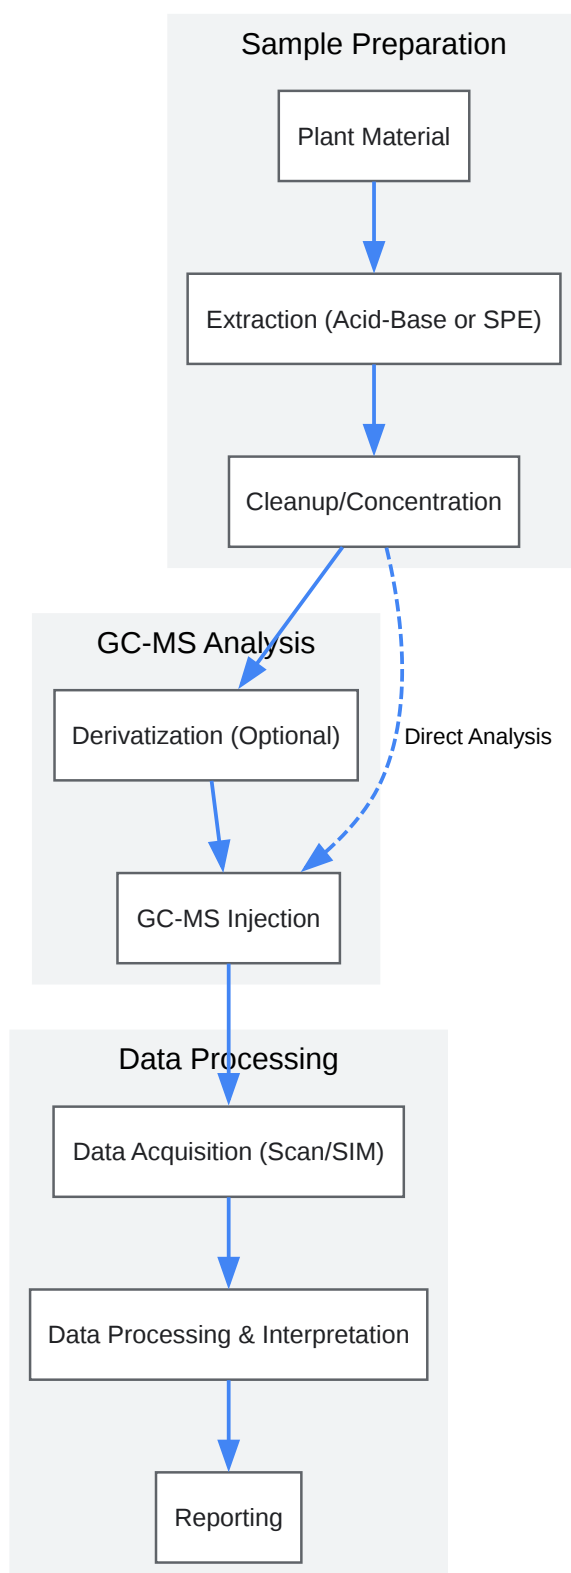 Sample Preparation
Plant Material
Extraction (Acid-Base or SPE)
Cleanup/Concentration
GC-MS Analysis
Derivatization (Optional)
Direct Analysis
GC-MS Injection
Data Processing
Data Acquisition (Scan/SIM)
Data Processing & Interpretation
Reporting